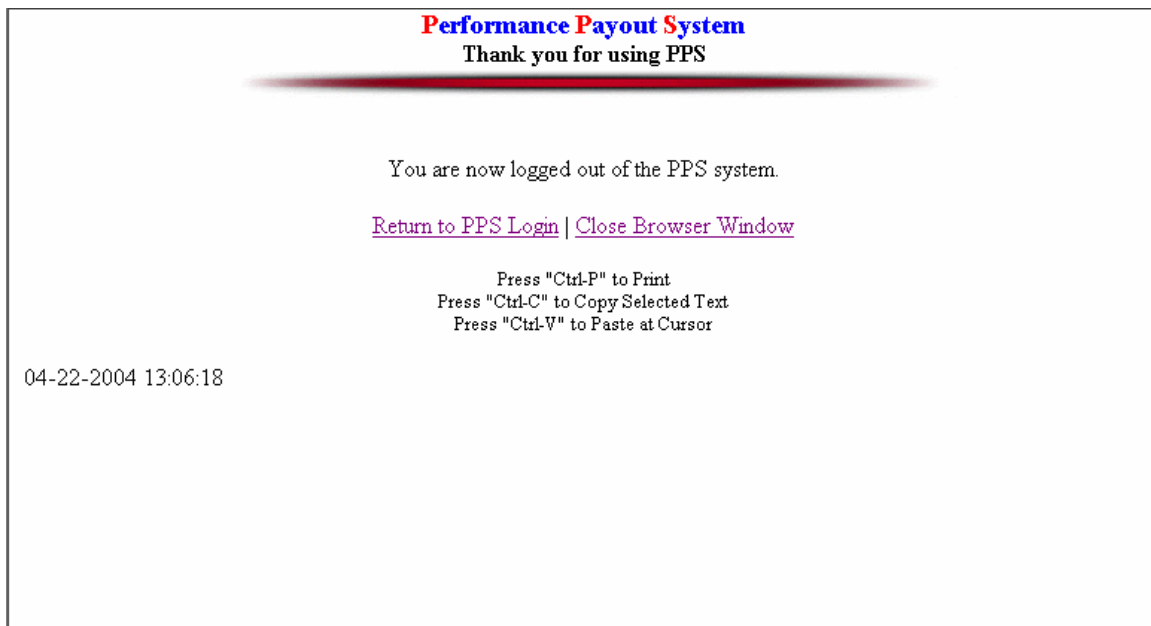 Performance Payout System
Thank you for using PPS
You are now logged out of the PPS system.
Return to PPS Login | Close Browser Window
Press "Ctrl-P" to Print
Press "Ctrl-C" to Copy Selected Text
Press "Ctrl-V" to Paste at Cursor
04-22-2004 13:06:18